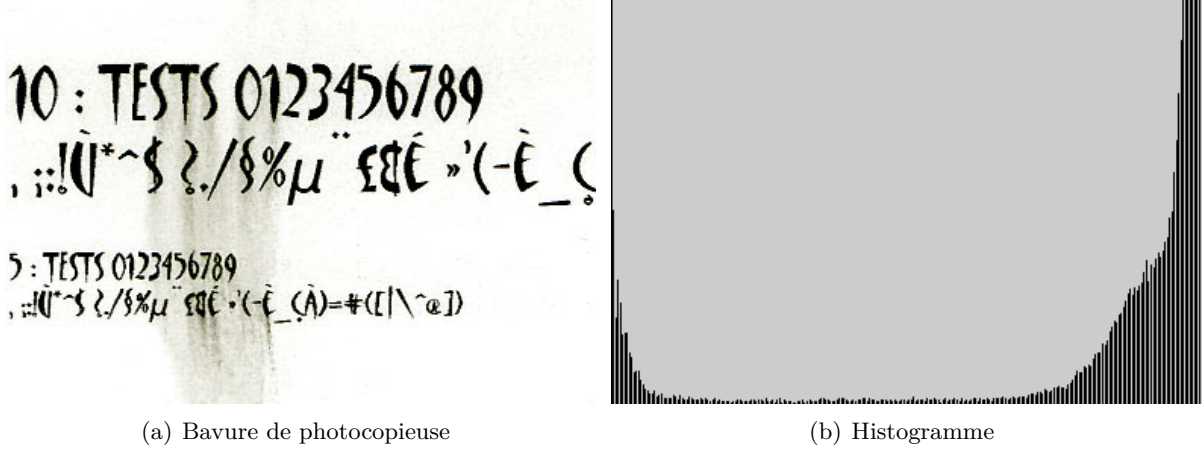 10 : TESTS 0123456789
, ;:!Ù*^$ ?./§%µ ¨ £@É »'(-È_Ç
5 : TESTS 0123456789
, ;:!Ù*^$ ?./§%µ ¨ £@É »'(-È_ÇÀ)=#([|\^@])
(a) Bavure de photocopieuse
(b) Histogramme